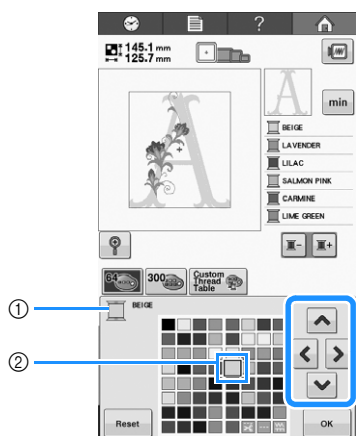 ?
145.1 mm
125.7 mm
A
A
min
BEIGE
LAVENDER
LILAC
SALMON PINK
CARMINE
LIME GREEN
- +
64
300
Custom
Thread
Table
① BEIGE
②
Reset
OK